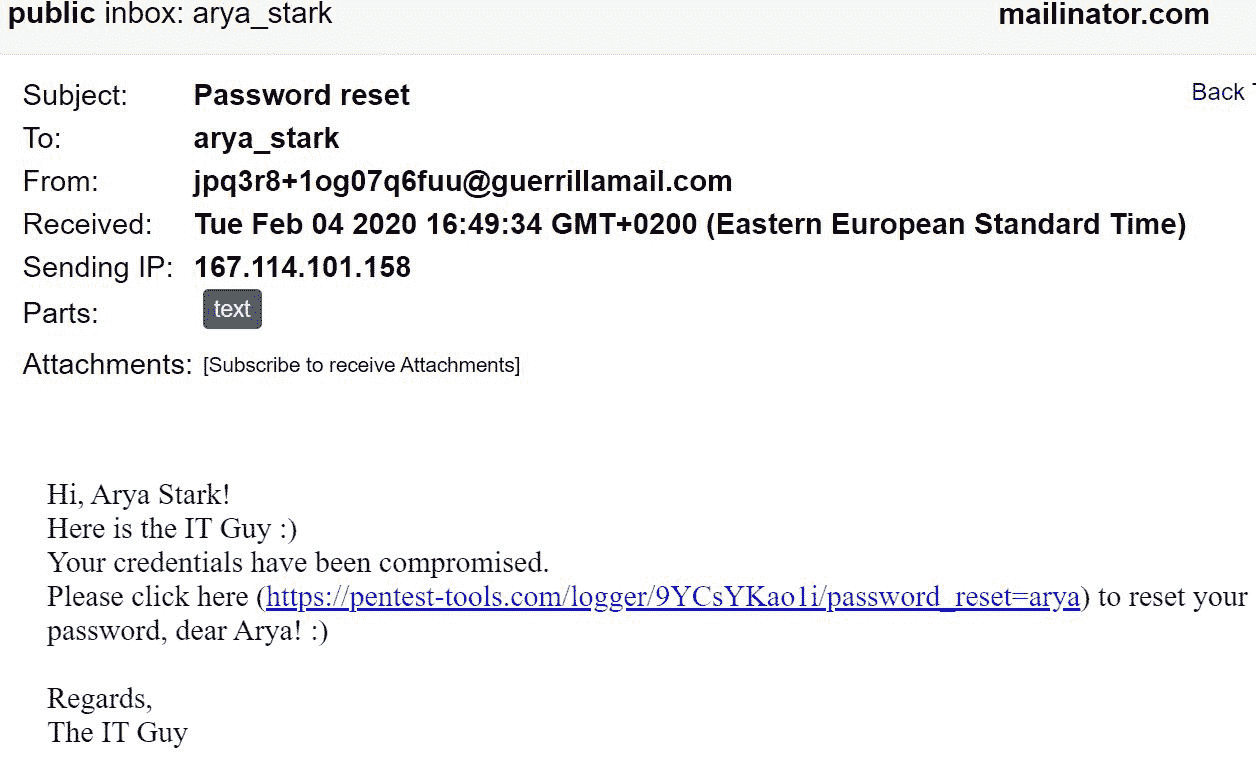 public inbox: arya_stark mailinator.com
Subject: Password reset
Back
To: arya_stark
From: jpq3r8+1og07q6fuu@guerrillamail.com
Received: Tue Feb 04 2020 16:49:34 GMT+0200 (Eastern European Standard Time)
Sending IP: 167.114.101.158
Parts: text
Attachments: [Subscribe to receive Attachments]
Hi, Arya Stark!
Here is the IT Guy :)
Your credentials have been compromised.
Please click here (https://pentest-tools.com/logger/9YCsYKao1i/password_reset=arya) to reset your
password, dear Arya! :)
Regards,
The IT Guy